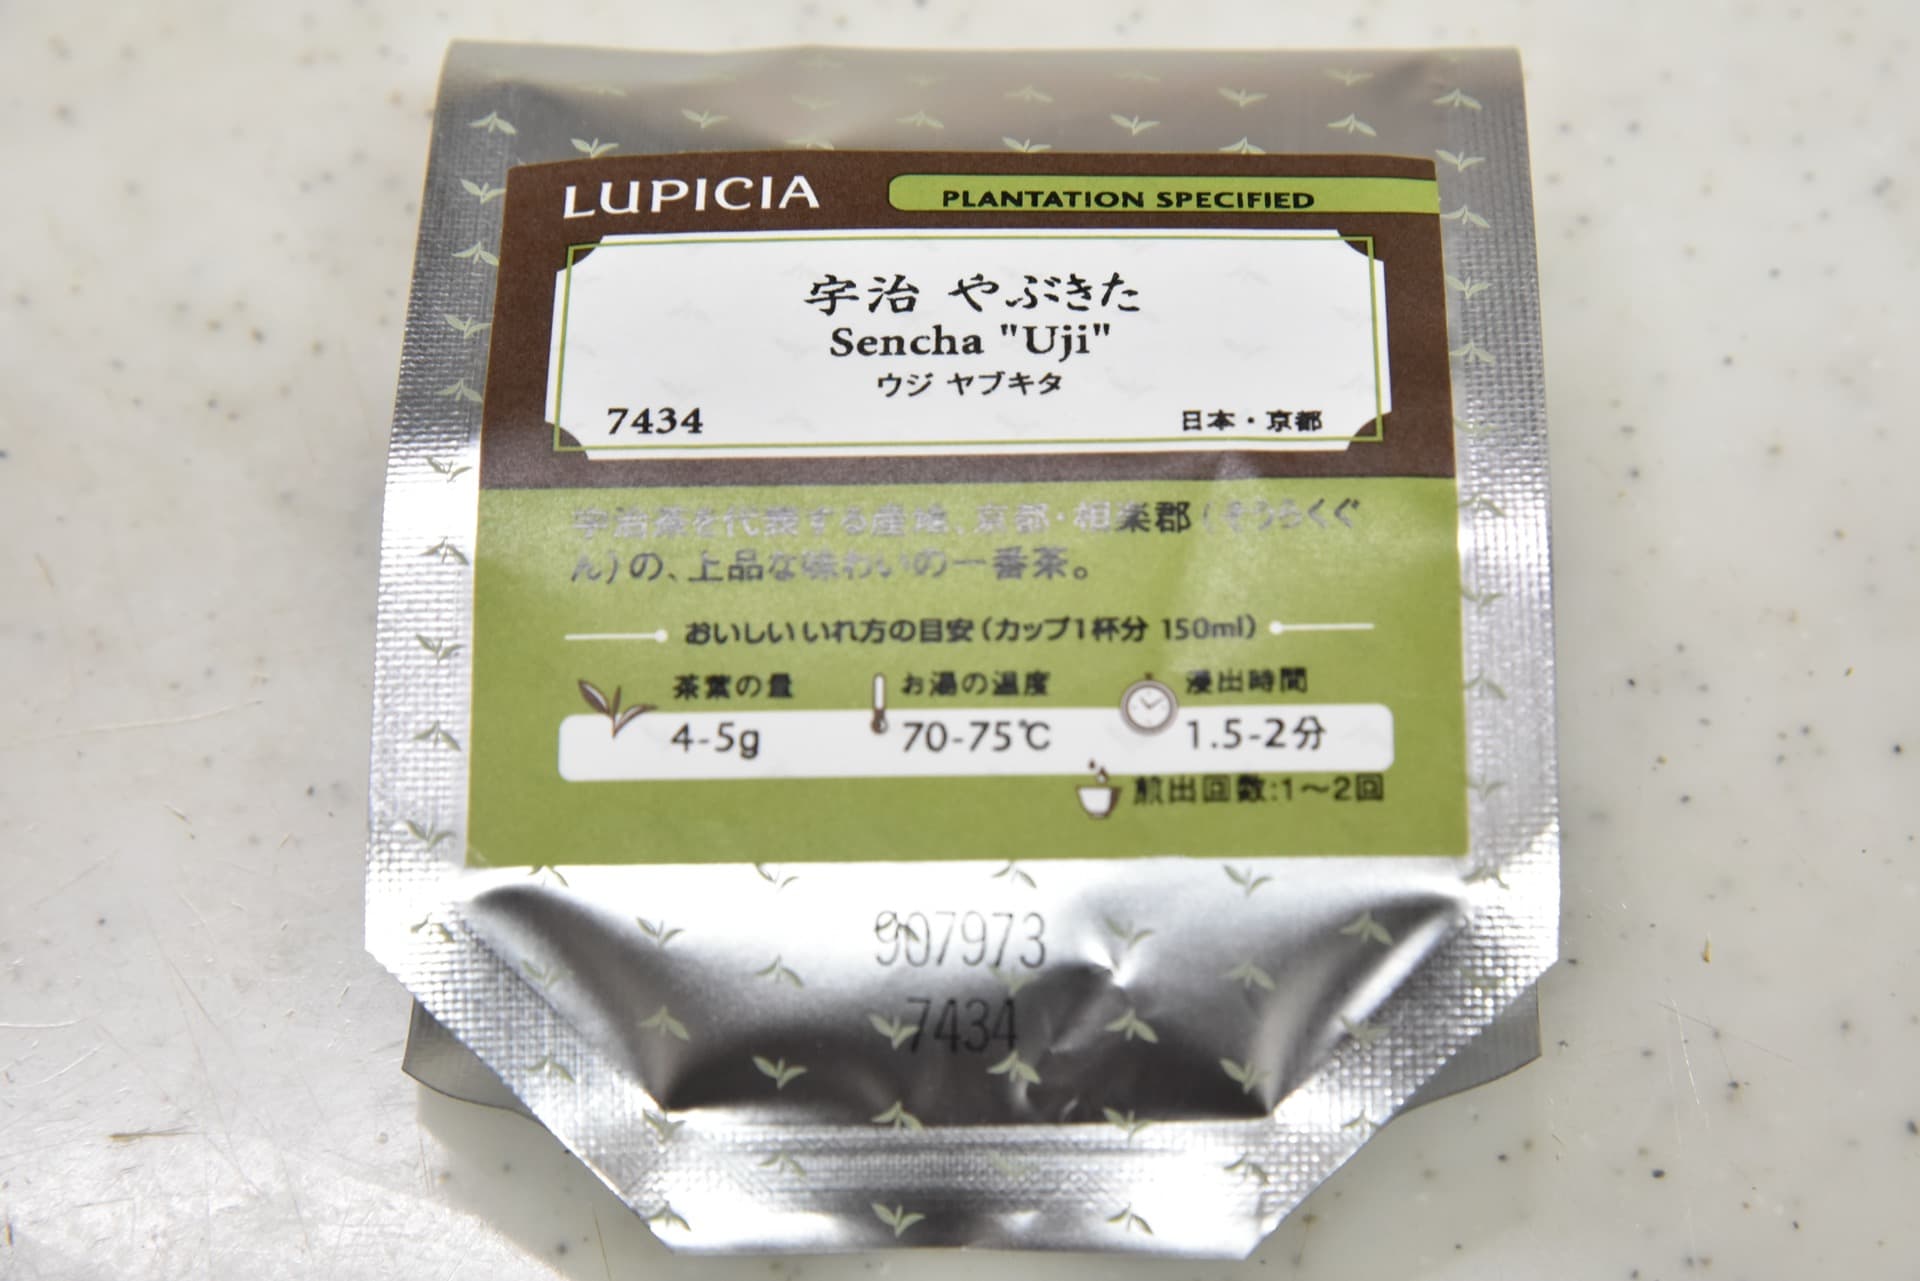 LUPICIA
PLANTATION SPECIFIED
宇治 やぶきた
Sencha "Uji"
ウジ ヤブキタ
7434
日本・京都
宇治茶を代表する産地、京都・相楽郡（そうらくぐ
ん）の、上品な味わいの一番茶。
おいしいいれ方の目安（カップ1杯分 150ml）
茶葉の量
4-5g
お湯の温度
70-75℃
浸出時間
1.5-2分
煎出回数:1〜2回
907973
7434